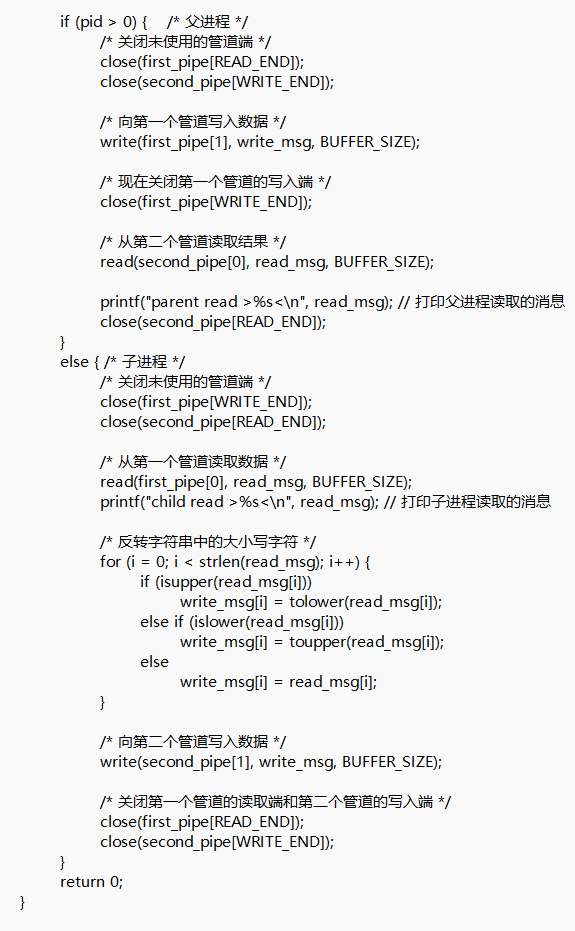 if (pid > 0) {    /* 父进程 */
/* 关闭未使用的管道端 */
close(first_pipe[READ_END]);
close(second_pipe[WRITE_END]);
/* 向第一个管道写入数据 */
write(first_pipe[1], write_msg, BUFFER_SIZE);
/* 现在关闭第一个管道的写入端 */
close(first_pipe[WRITE_END]);
/* 从第二个管道读取结果 */
read(second_pipe[0], read_msg, BUFFER_SIZE);
printf("parent read >%s<\n", read_msg); // 打印父进程读取的消息
close(second_pipe[READ_END]);
}
else { /* 子进程 */
/* 关闭未使用的管道端 */
close(first_pipe[WRITE_END]);
close(second_pipe[READ_END]);
/* 从第一个管道读取数据 */
read(first_pipe[0], read_msg, BUFFER_SIZE);
printf("child read >%s<\n", read_msg); // 打印子进程读取的消息
/* 反转字符串中的大小写字符 */
for (i = 0; i < strlen(read_msg); i++) {
if (isupper(read_msg[i]))
write_msg[i] = tolower(read_msg[i]);
else if (islower(read_msg[i]))
write_msg[i] = toupper(read_msg[i]);
else
write_msg[i] = read_msg[i];
}
/* 向第二个管道写入数据 */
write(second_pipe[1], write_msg, BUFFER_SIZE);
/* 关闭第一个管道的读取端和第二个管道的写入端 */
close(first_pipe[READ_END]);
close(second_pipe[WRITE_END]);
}
return 0;
}